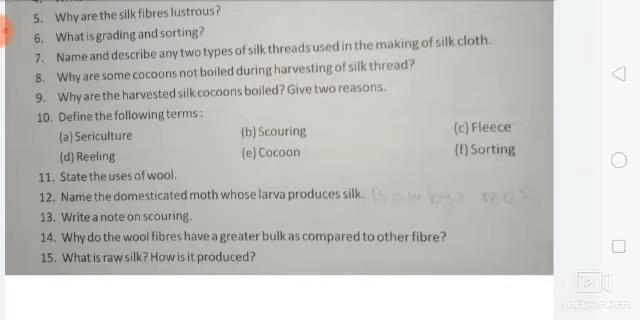 5. Why are the silk fibres lustrous?
6. What is grading and sorting?
7. Name and describe any two types of silk threads used in the making of silk cloth.
8. Why are some cocoons not boiled during harvesting of silk thread?
9. Why are the harvested silk cocoons boiled? Give two reasons.
10. Define the following terms :
(a) Sericulture (b) Scouring (c) Fleece
(d) Reeling (e) Cocoon (f) Sorting
11. State the uses of wool.
12. Name the domesticated moth whose larva produces silk.
13. Write a note on scouring.
14. Why do the wool fibres have a greater bulk as compared to other fibre?
15. What is raw silk? How is it produced?
RECORDER